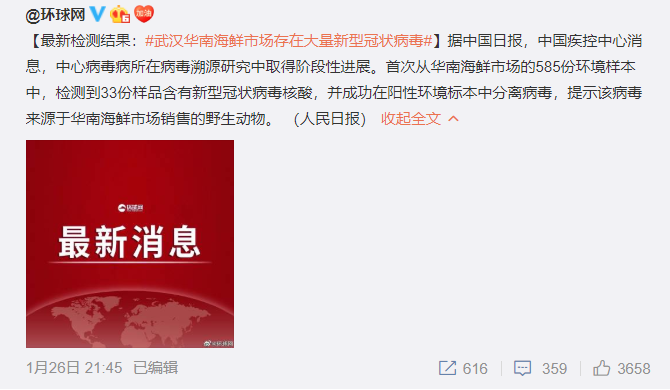 @环球网 加油
【最新检测结果：#武汉华南海鲜市场存在大量新型冠状病毒#】据中国日报，中国疾控中心消
息，中心病毒病所在病毒溯源研究中取得阶段性进展。首次从华南海鲜市场的585份环境样本
中，检测到33份样品含有新型冠状病毒核酸，并成功在阳性环境标本中分离病毒，提示该病毒
来源于华南海鲜市场销售的野生动物。（人民日报） 收起全文
环球网
最新消息
@环球网
1月26日 21:45 已编辑
616 359 3658